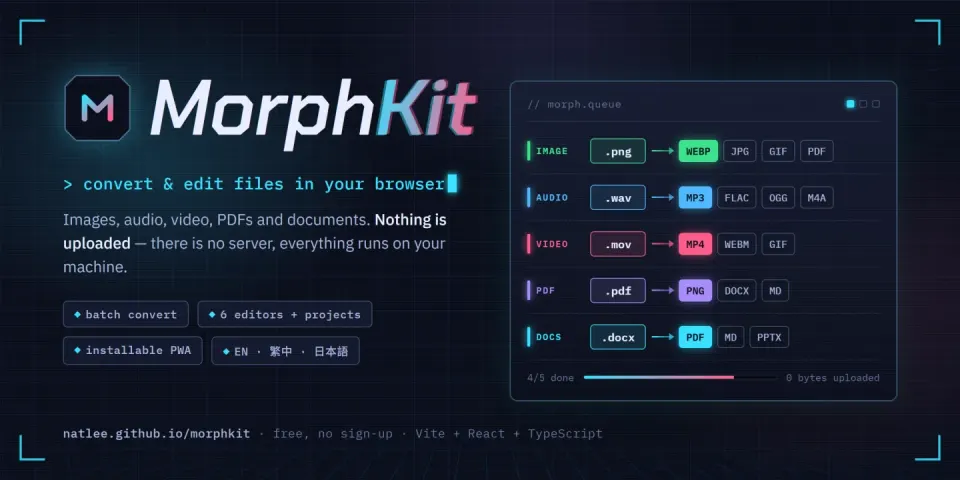 M
MorphKit
> convert & edit files in your browser
Images, audio, video, PDFs and documents. Nothing is
uploaded — there is no server, everything runs on your
machine.
batch convert
6 editors + projects
installable PWA
EN · 繁中 · 日本語
// morph.queue
IMAGE .png WEBP JPG GIF PDF
AUDIO .wav MP3 FLAC OGG M4A
VIDEO .mov MP4 WEBM GIF
PDF .pdf PNG DOCX MD
DOCS .docx PDF MD PPTX
4/5 done 0 bytes uploaded
natlee.github.io/morphkit · free, no sign-up · Vite + React + TypeScript